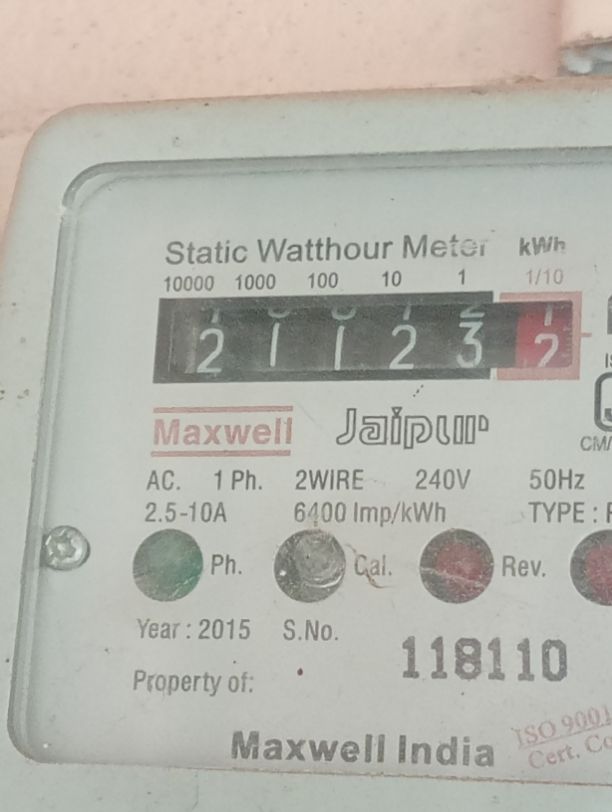 Static Watthour Meter kWh
10000 1000 100 10 1 1/10
2 1 1 2 3 2
Maxwell Jaipur
CM/
AC. 1 Ph. 2WIRE 240V 50Hz
2.5-10A 6400 Imp/kWh TYPE :
Ph. Cal. Rev.
Year : 2015 S.No.
118110
Property of:
Maxwell India
ISO 9001
Cert. Co